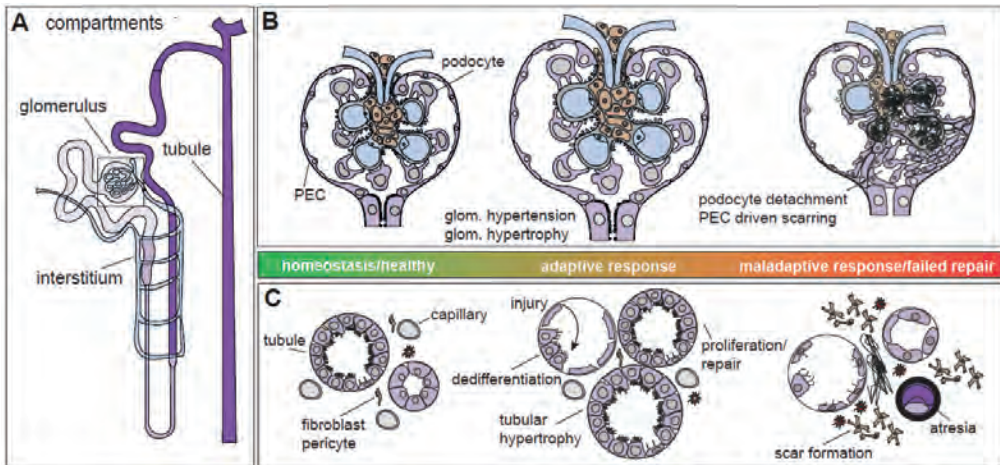 A
compartments
glomerulus
tubule
interstitium
B
podocyte
PEC
glom. hypertension
glom. hypertrophy
podocyte detachment
PEC driven scarring
homeostasis/healthy
adaptive response
maladaptive response/failed repair
C
tubule
capillary
fibroblast
pericyte
injury
dedifferentiation
tubular
hypertrophy
proliferation/
repair
scar formation
atresia